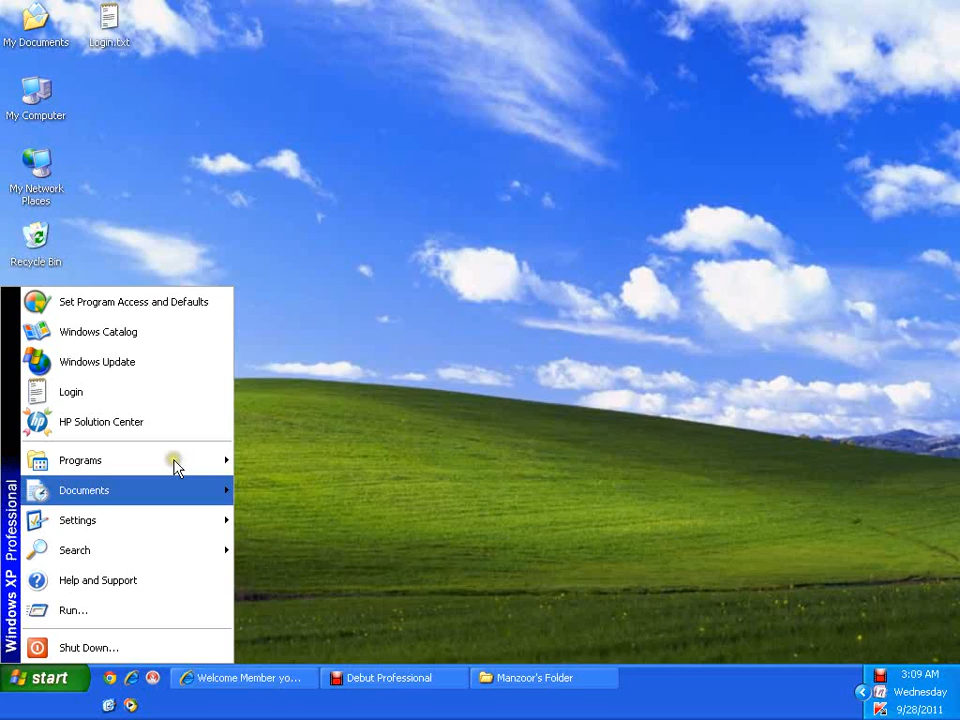 My Documents
Login.txt
My Computer
My Network
Places
Recycle Bin
Set Program Access and Defaults
Windows Catalog
Windows Update
Login
HP Solution Center
Programs
Documents
Settings
Search
Help and Support
Run...
Shut Down...
Windows XP Professional
start
Welcome Member yo...
Debut Professional
Manzoor's Folder
3:09 AM
Wednesday
9/28/2011